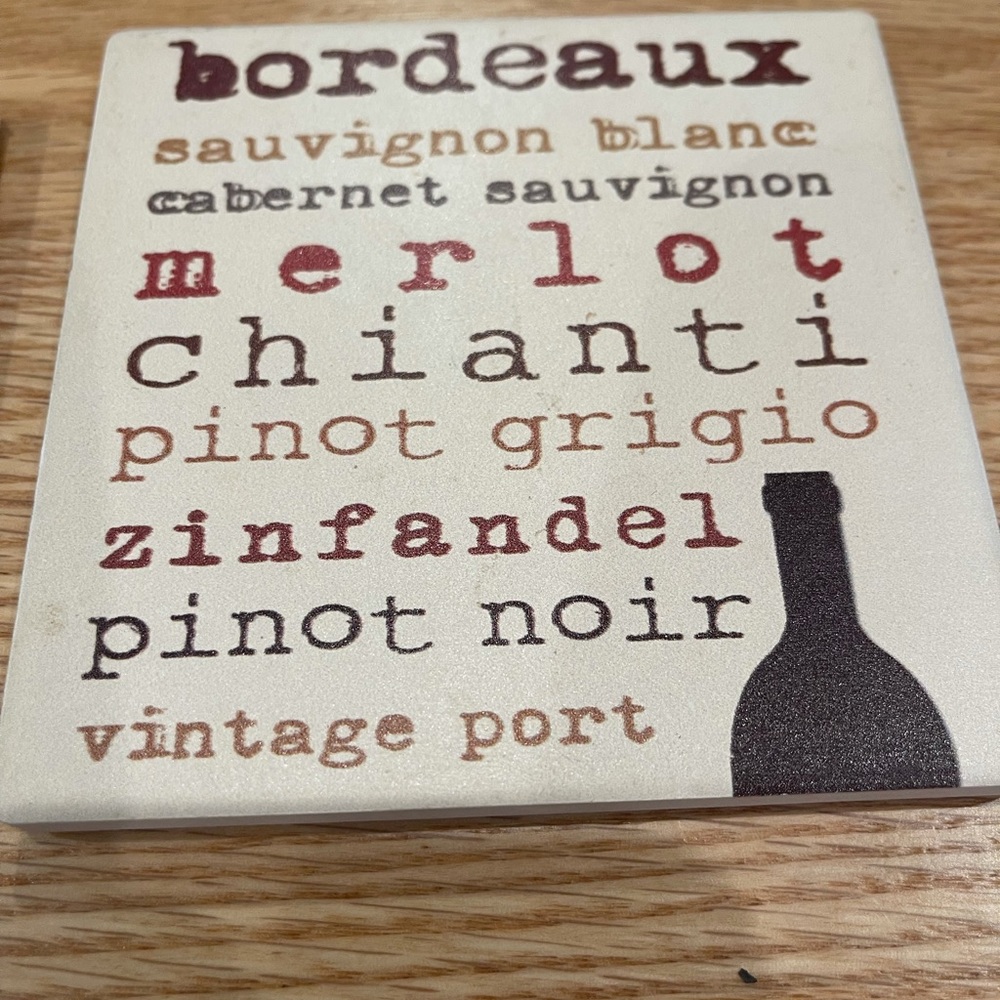 bordeaux
sauvignon blanc
cabernet sauvignon
merlot
chianti
pinot grigio
zinfandel
pinot noir
vintage port